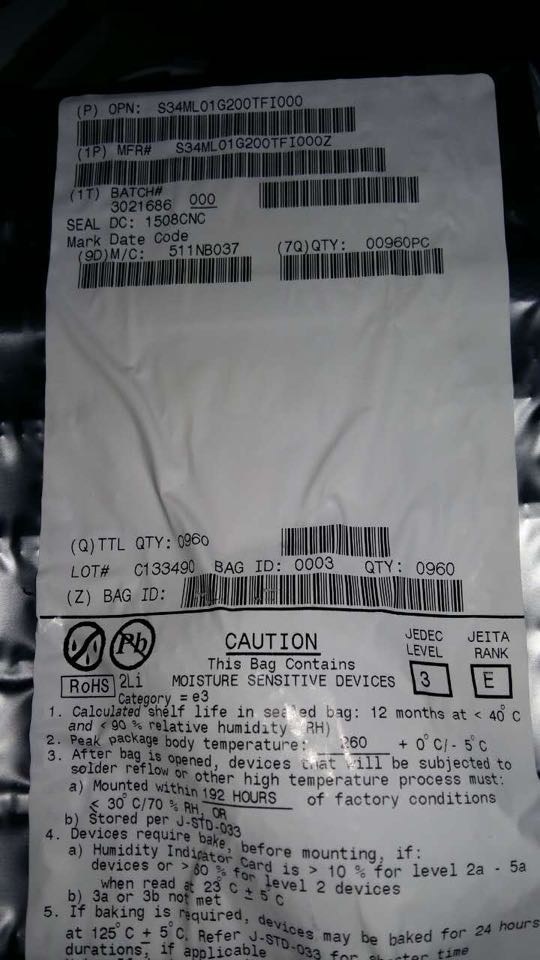 (P) OPN: S34ML01G200TFI000
(1P) MFR# S34ML01G200TFI000Z
(1T) BATCH#
3021686 000
SEAL DC: 1508CNC
Mark Date Code
(9D)M/C: 511NB037 (7Q)QTY: 00960PC
(Q)TTL QTY: 0960
LOT# C133490 BAG ID: 0003 QTY: 0960
(Z) BAG ID:
Pb
CAUTION
JEDEC LEVEL
JEITA RANK
This Bag Contains
RoHS 2Li MOISTURE SENSITIVE DEVICES 3 E
Category = e3
1. Calculated shelf life in sealed bag: 12 months at < 40°C
and < 90 % relative humidity RH)
2. Peak package body temperature: 260 + 0°C/- 5°C
3. After bag is opened, devices that will be subjected to
solder reflow or other high temperature process must:
a) Mounted within 192 HOURS of factory conditions
< 30°C/70 % RH, OR
b) Stored per J-STD-033
4. Devices require bake, before mounting, if:
a) Humidity Indicator Card is > 10 % for level 2a - 5a
devices or > 60 % for level 2 devices
when read at 23°C ± 5°C
b) 3a or 3b not met
5. If baking is required, devices may be baked for 24 hours
at 125°C ± 5°C. Refer J-STD-033 for shorter time
durations, if applicable